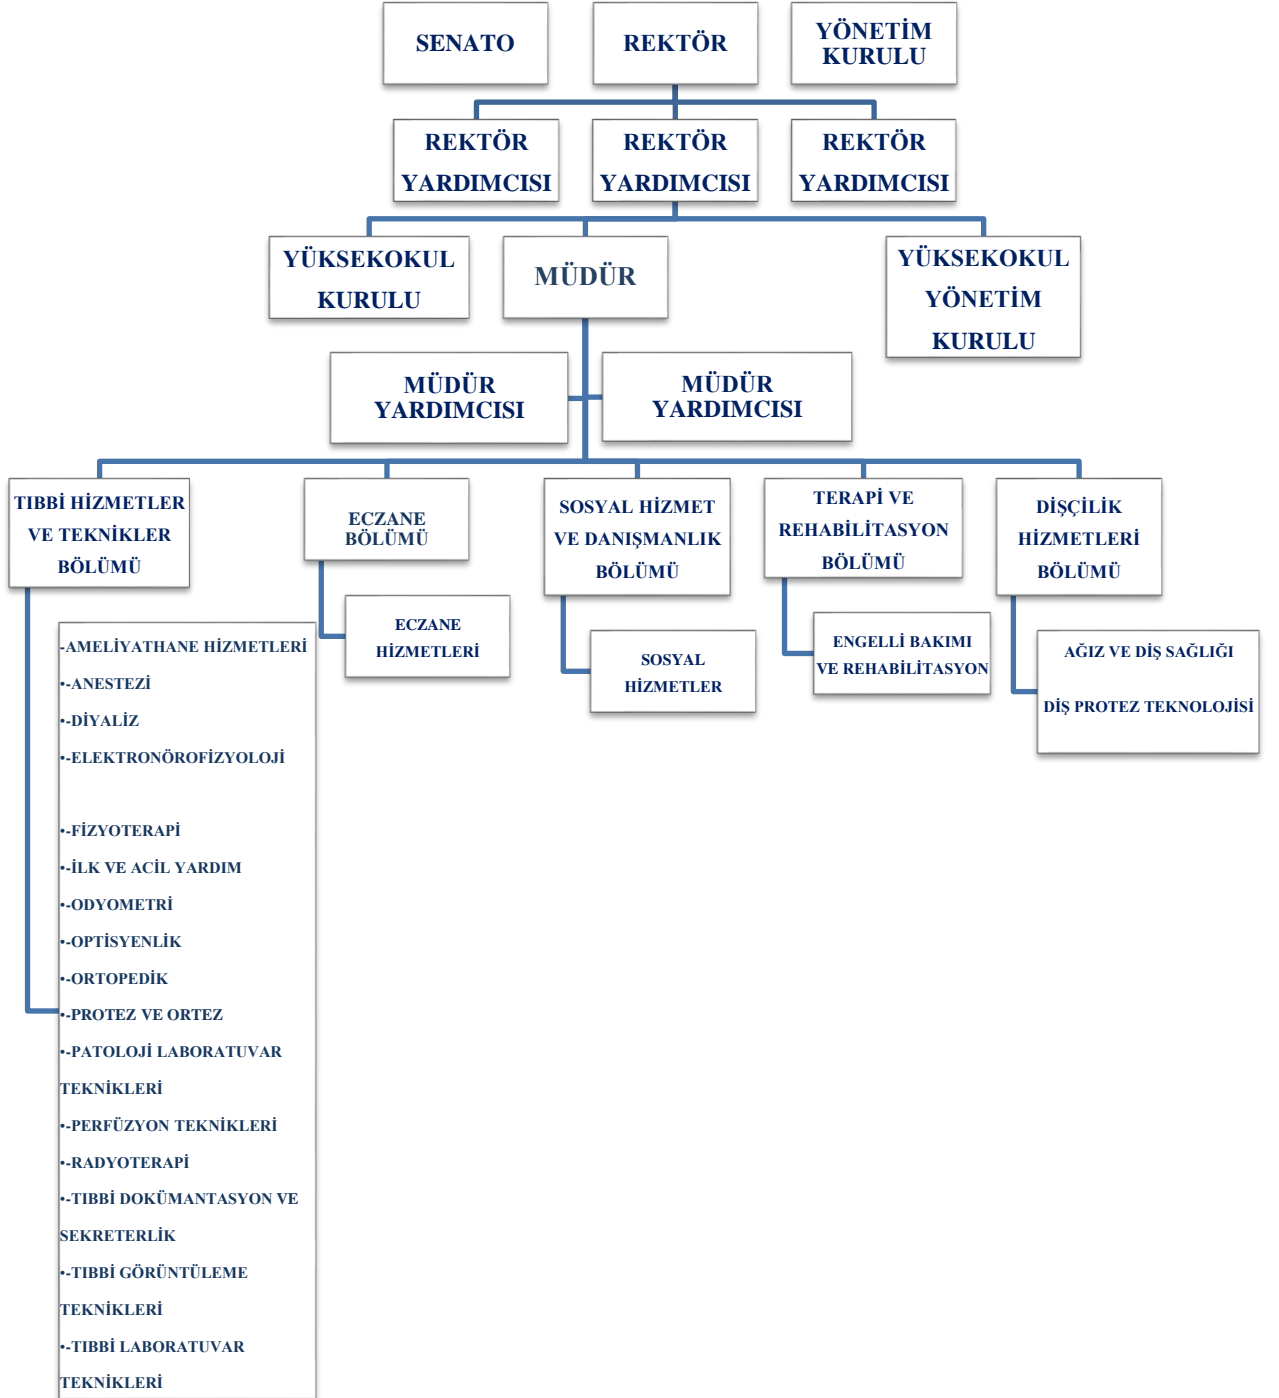 SENATO
REKTÖR
YÖNETİM
KURULU
REKTÖR
YARDIMCISI
REKTÖR
YARDIMCISI
REKTÖR
YARDIMCISI
YÜKSEKOKUL
KURULU
MÜDÜR
YÜKSEKOKUL
YÖNETİM
KURULU
MÜDÜR
YARDIMCISI
MÜDÜR
YARDIMCISI
TIBBİ HİZMETLER
VE TEKNİKLER
BÖLÜMÜ
ECZANE
BÖLÜMÜ
SOSYAL HİZMET
VE DANIŞMANLIK
BÖLÜMÜ
TERAPİ VE
REHABİLİTASYON
BÖLÜMÜ
DİŞÇİLİK
HİZMETLERİ
BÖLÜMÜ
-AMELİYATHANE HİZMETLERİ
•-ANESTEZİ
•-DİYALİZ
•-ELEKTRONÖROFİZYOLOJİ
•-FİZYOTERAPİ
•-İLK VE ACİL YARDIM
•-ODYOMETRİ
•-OPTİSYENLİK
•-ORTOPEDİK
•-PROTEZ VE ORTEZ
•-PATOLOJİ LABORATUVAR
TEKNİKLERİ
•-PERFÜZYON TEKNİKLERİ
•-RADYOTERAPİ
•-TIBBİ DOKÜMANTASYON VE
SEKRETERLİK
•-TIBBİ GÖRÜNTÜLEME
TEKNİKLERİ
•-TIBBİ LABORATUVAR
TEKNİKLERİ
ECZANE
HİZMETLERİ
SOSYAL
HİZMETLER
ENGELLİ BAKIMI
VE REHABİLİTASYON
AĞIZ VE DİŞ SAĞLIĞI
DİŞ PROTEZ TEKNOLOJİSİ